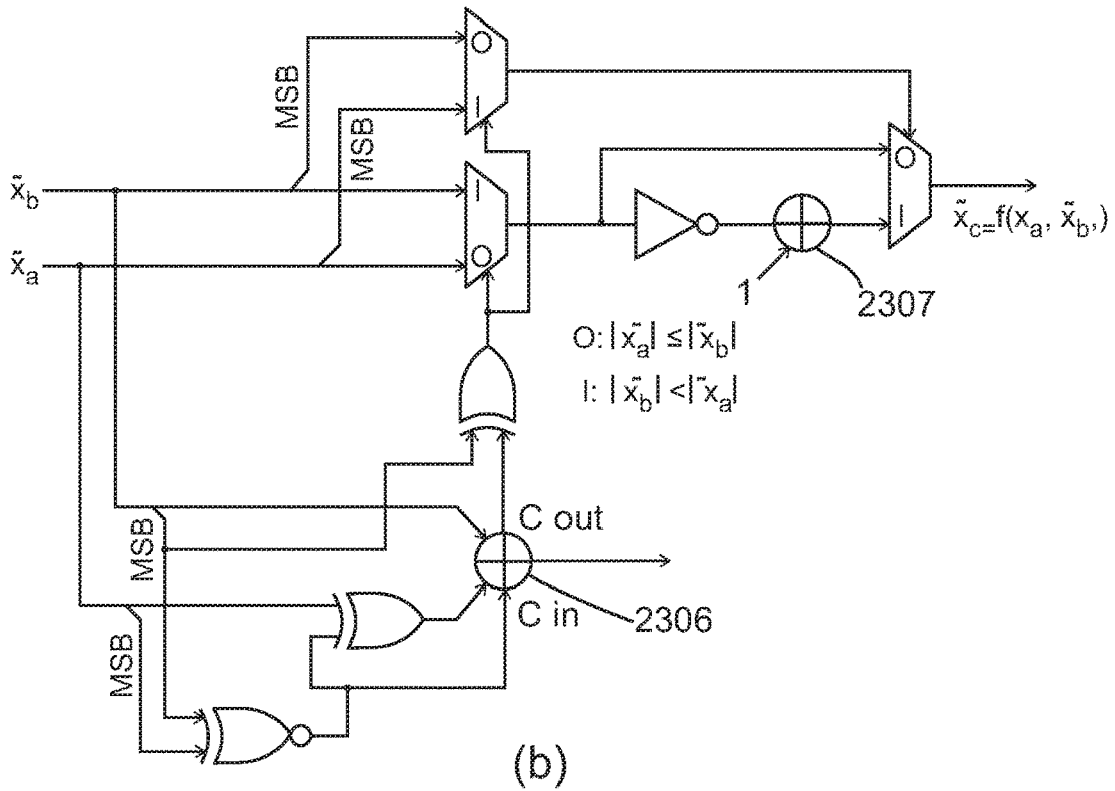 MSB
MSB
O
I
x̃b
x̃a
I
O
O
I
x̃c=f(xa, x̃b,)
1
2307
O: |x̃a| ≤ |x̃b|
I: |x̃b| < |x̃a|
MSB
C out
C in
2306
MSB
(b)